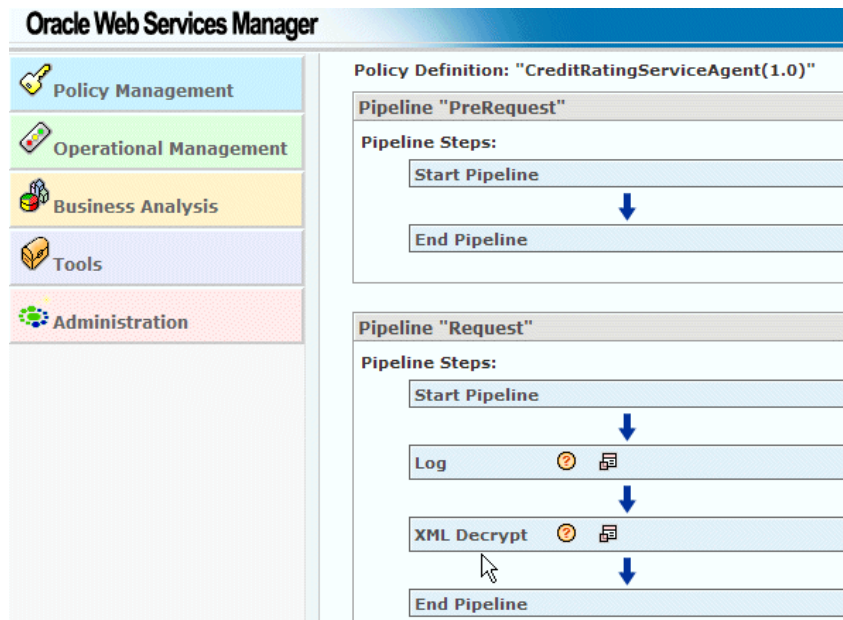 Oracle Web Services Manager
Policy Management
Operational Management
Business Analysis
Tools
Administration
Policy Definition: "CreditRatingServiceAgent(1.0)"
Pipeline "PreRequest"
Pipeline Steps:
Start Pipeline
End Pipeline
Pipeline "Request"
Pipeline Steps:
Start Pipeline
Log ?
XML Decrypt ?
End Pipeline